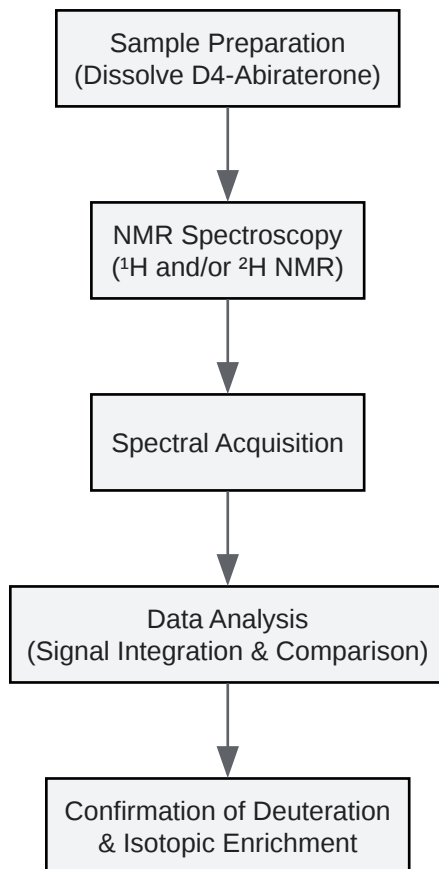 Sample Preparation
(Dissolve D4-Abiraterone)
NMR Spectroscopy
(¹H and/or ²H NMR)
Spectral Acquisition
Data Analysis
(Signal Integration & Comparison)
Confirmation of Deuteration
& Isotopic Enrichment